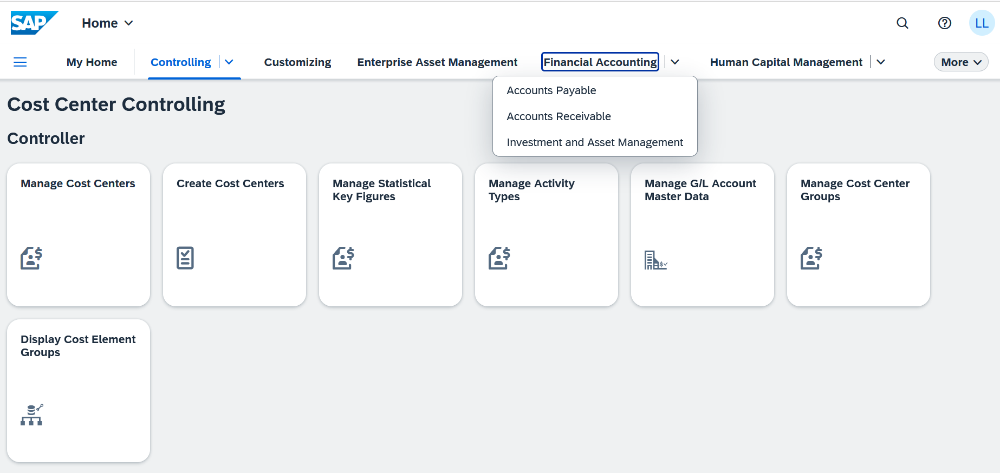 SAP Home
LL
My Home Controlling Customizing Enterprise Asset Management Financial Accounting Human Capital Management More
Accounts Payable
Accounts Receivable
Investment and Asset Management
Cost Center Controlling
Controller
Manage Cost Centers
Create Cost Centers
Manage Statistical
Key Figures
Manage Activity
Types
Manage G/L Account
Master Data
Manage Cost Center
Groups
Display Cost Element
Groups